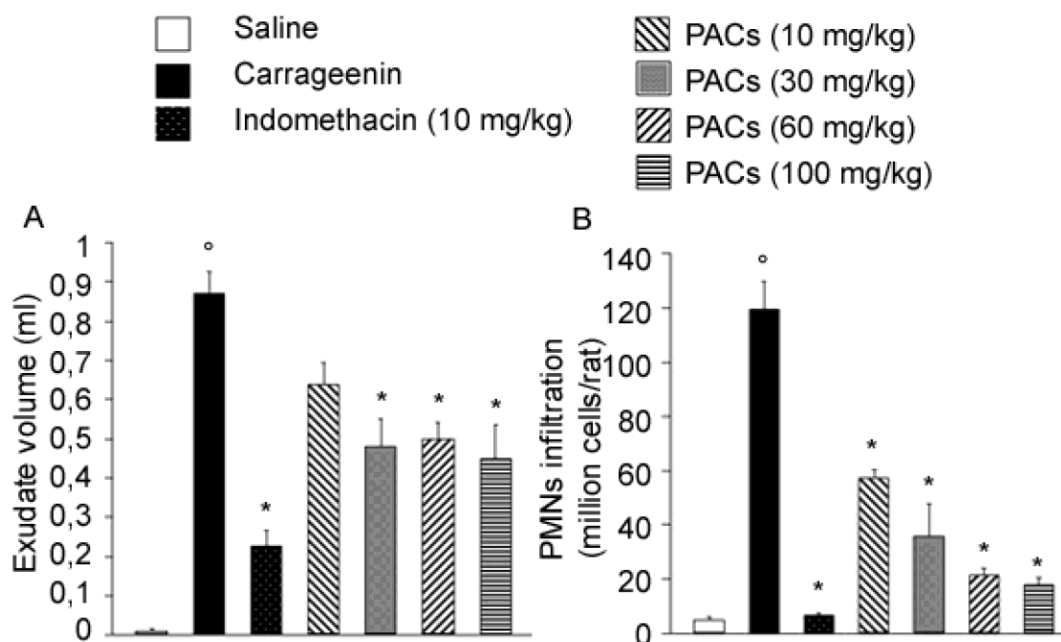 Saline
Carrageenin
Indomethacin (10 mg/kg)
PACs (10 mg/kg)
PACs (30 mg/kg)
PACs (60 mg/kg)
PACs (100 mg/kg)
A
Exudate volume (ml)
1
0,9
0,8
0,7
0,6
0,5
0,4
0,3
0,2
0,1
0
°
*
*
*
*
B
PMNs infiltration
(million cells/rat)
140
120
100
80
60
40
20
0
°
*
*
*
*
*